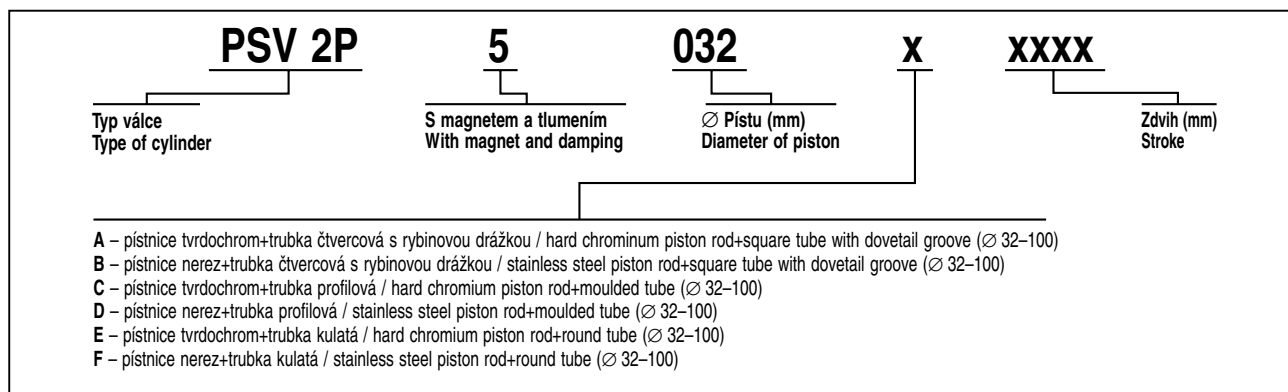 PSV 2P 5 032 x xxxx
Typ válce
Type of cylinder
S magnetem a tlumením
With magnet and damping
∅ Pístu (mm)
Diameter of piston
Zdvih (mm)
Stroke
A – pístnice tvrdochrom+trubka čtvercová s rybinovou drážkou / hard chrominum piston rod+square tube with dovetail groove (∅ 32–100)
B – pístnice nerez+trubka čtvercová s rybinovou drážkou / stainless steel piston rod+square tube with dovetail groove (∅ 32–100)
C – pístnice tvrdochrom+trubka profilová / hard chromium piston rod+moulded tube (∅ 32–100)
D – pístnice nerez+trubka profilová / stainless steel piston rod+moulded tube (∅ 32–100)
E – pístnice tvrdochrom+trubka kulatá / hard chromium piston rod+round tube (∅ 32–100)
F – pístnice nerez+trubka kulatá / stainless steel piston rod+round tube (∅ 32–100)